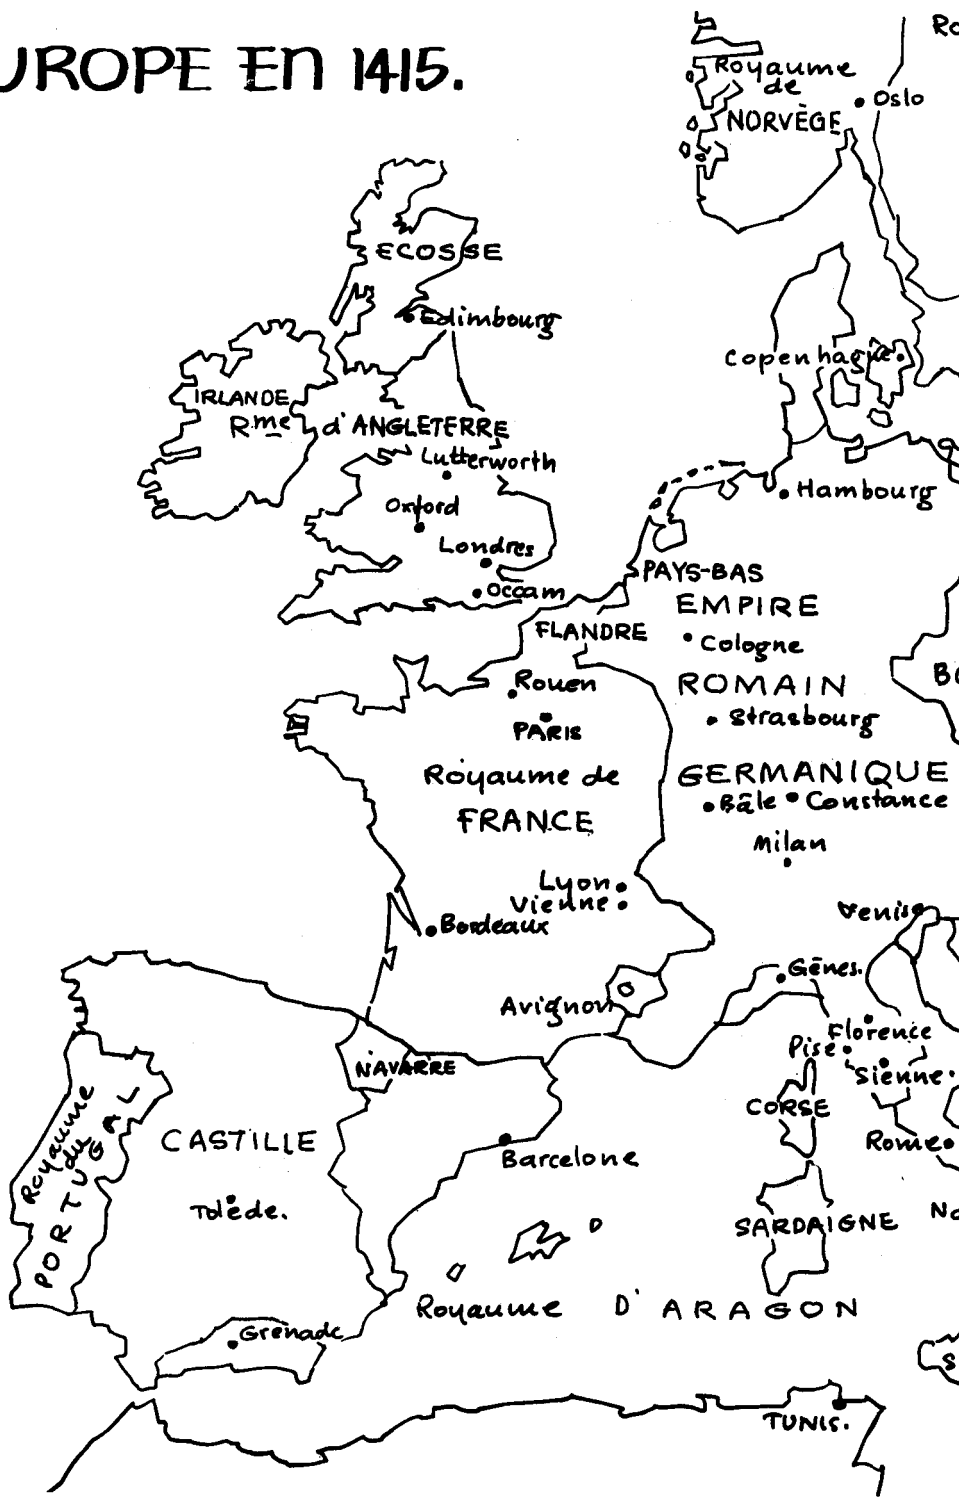 UROPE EN 1415.
Ro
Royaume
de
NORVÈGE
Oslo
ECOSSE
Edimbourg
Copenhague
IRLANDE
Rme d'ANGLETERRE
Lutterworth
Oxford
Hambourg
Londres
Occam
PAYS-BAS
EMPIRE
FLANDRE
Cologne
Rouen
ROMAIN
Strasbourg
PARIS
Royaume de
FRANCE
GERMANIQUE
Bâle
Constance
Milan
Lyon
Vienne
Venise
Bordeaux
Gênes.
Avignon
Florence
Pise
Sienne.
NAVARRE
CORSE
Rome
Royaume
du
PORTUGAL
CASTILLE
Barcelone
Tolède.
SARDAIGNE
Royaume D'ARAGON
Grenade
S
TUNIS.